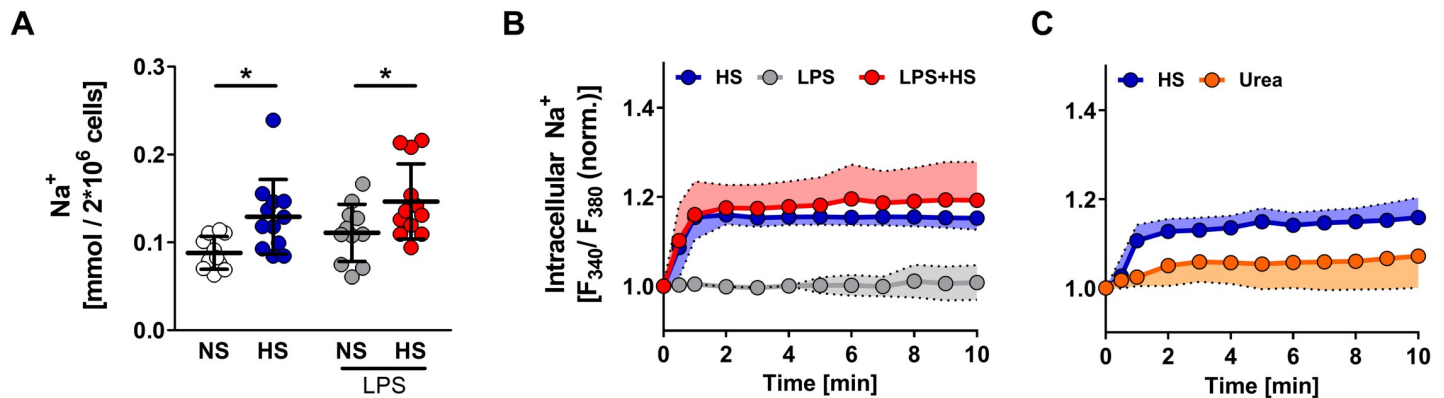 A
Na⁺
[mmol / 2*10⁶ cells]
0.3
0.2
0.1
0.0
*
*
NS HS NS HS
LPS
B
HS LPS LPS+HS
Intracellular Na⁺
[F₃₄₀/ F₃₈₀ (norm.)]
1.4
1.2
1.0
0 2 4 6 8 10
Time [min]
C
HS Urea
1.4
1.2
1.0
0 2 4 6 8 10
Time [min]